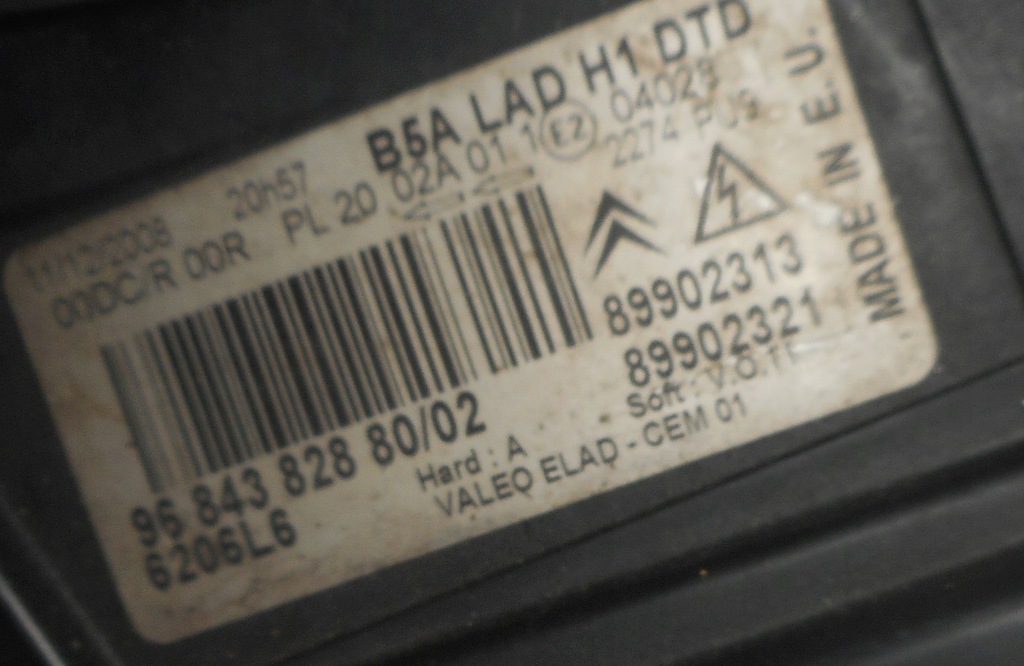 B5A LAD H1 DTD
11/12/2008 20h57
00DC/R 00R PL 20 02A 01 1 E2 04028
2274 P09
89902313
89902321
96 843 828 80/02
6206L6
Hard : A Soft : V.0.11
VALEO ELAD - CEM 01
MADE IN E.U.